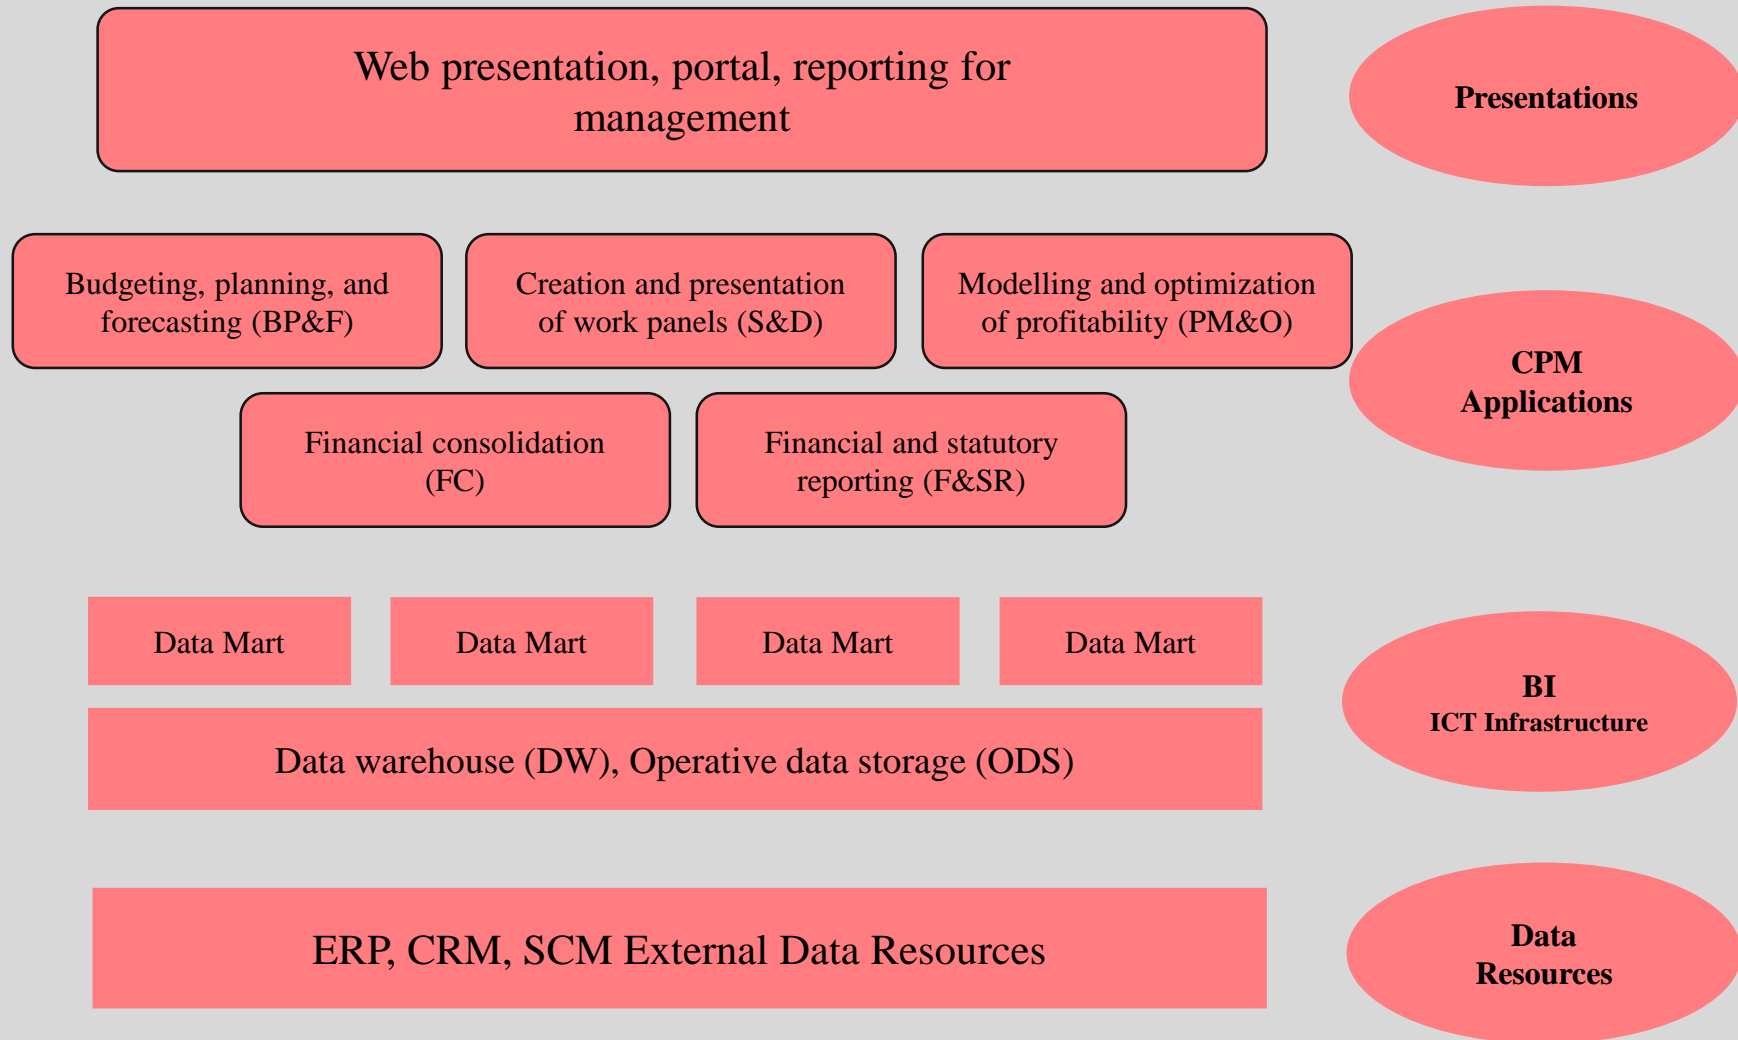 Web presentation, portal, reporting for
management
Presentations
Budgeting, planning, and
forecasting (BP&F)
Creation and presentation
of work panels (S&D)
Modelling and optimization
of profitability (PM&O)
CPM
Applications
Financial consolidation
(FC)
Financial and statutory
reporting (F&SR)
Data Mart
Data Mart
Data Mart
Data Mart
BI
ICT Infrastructure
Data warehouse (DW), Operative data storage (ODS)
ERP, CRM, SCM External Data Resources
Data
Resources